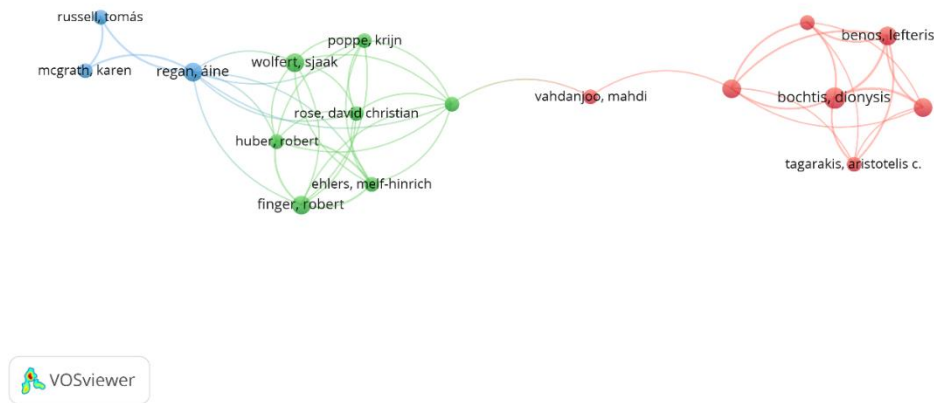 russell, tomás
mcgrath, karen
regan, áine
poppe, krijn
wolfert, sjaak
rose, david christian
huber, robert
ehlers, melf-hinrich
finger, robert
vahdanjoo, mahdi
benos, lefteris
bochtis, dionysis
tagarakis, aristotelis c.
VOSviewer